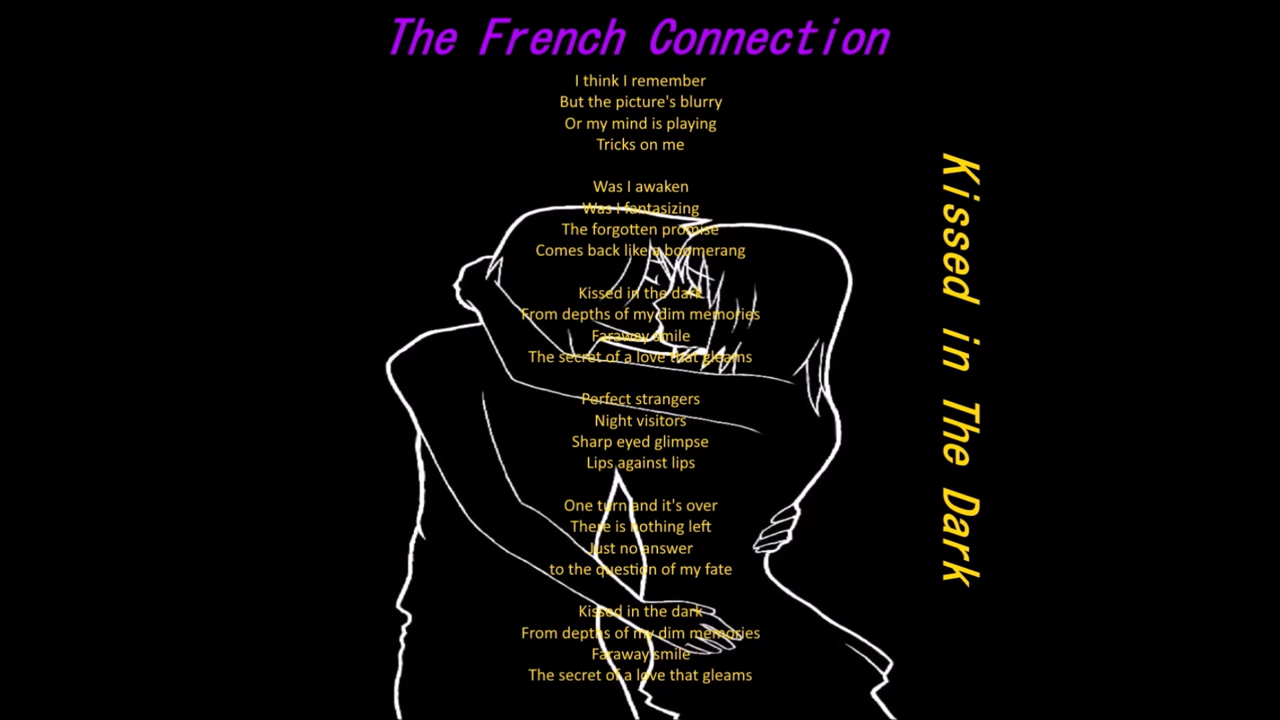 The French Connection
I think I remember
But the picture's blurry
Or my mind is playing
Tricks on me
Was I awaken
Was I fantasizing
The forgotten promise
Comes back like a boomerang
Kissed in the dark
From depths of my dim memories
Faraway smile
The secret of a love that gleams
Perfect strangers
Night visitors
Sharp eyed glimpse
Lips against lips
One turn and it's over
There is nothing left
Just no answer
to the question of my fate
Kissed in the dark
From depths of my dim memories
Faraway smile
The secret of a love that gleams
Kissed in The Dark